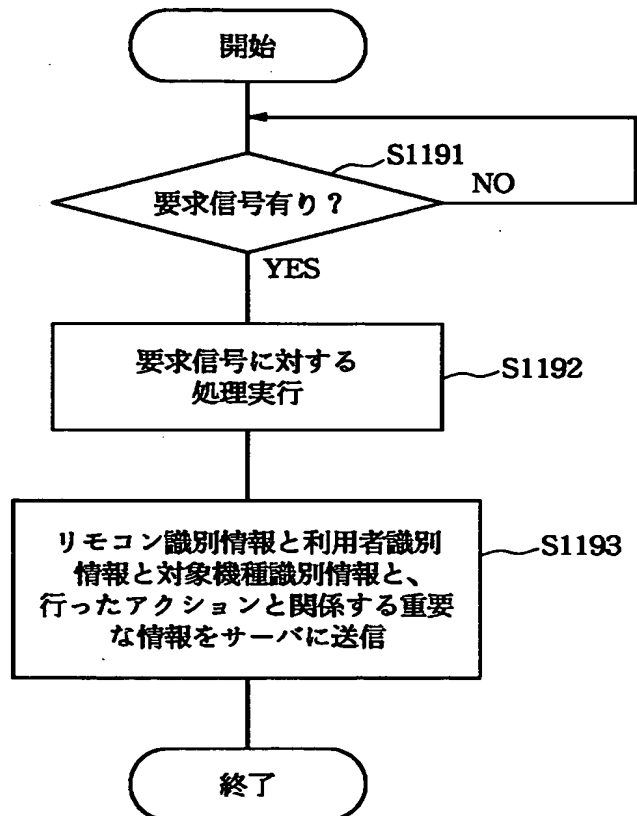 開始
S1191
要求信号有り?
NO
YES
要求信号に対する
処理実行
S1192
リモコン識別情報と利用者識別
情報と対象機種識別情報と、
行ったアクションと関係する重要
な情報をサーバに送信
S1193
終了